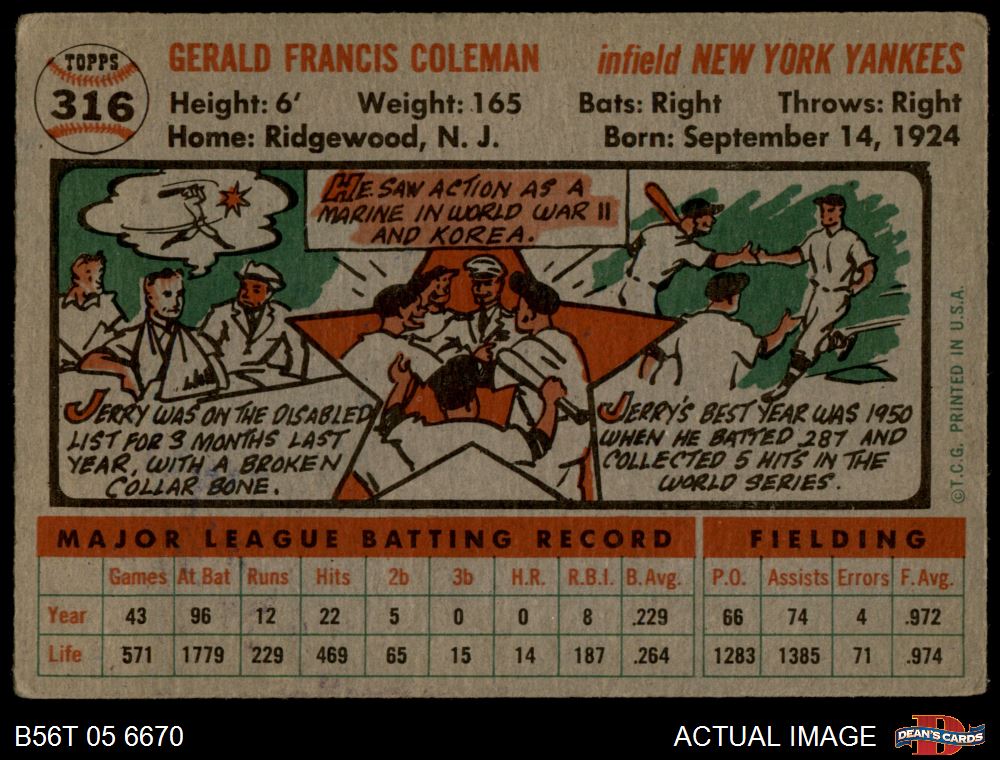 TOPPS
316
GERALD FRANCIS COLEMAN
infield NEW YORK YANKEES
Height: 6' Weight: 165 Bats: Right Throws: Right
Home: Ridgewood, N. J. Born: September 14, 1924
HE SAW ACTION AS A
MARINE IN WORLD WAR II
AND KOREA.
JERRY WAS ON THE DISABLED
LIST FOR 3 MONTHS LAST
YEAR, WITH A BROKEN
COLLAR BONE.
JERRY'S BEST YEAR WAS 1950
WHEN HE BATTED .287 AND
COLLECTED 5 HITS IN THE
WORLD SERIES.
© T.C.G. PRINTED IN U.S.A.
MAJOR LEAGUE BATTING RECORD FIELDING
Games At Bat Runs Hits 2b 3b H.R. R.B.I. B. Avg. P.O. Assists Errors F. Avg.
Year 43 96 12 22 5 0 0 8 .229 66 74 4 .972
Life 571 1779 229 469 65 15 14 187 .264 1283 1385 71 .974
B56T 05 6670
ACTUAL IMAGE
D
DEAN'S CARDS